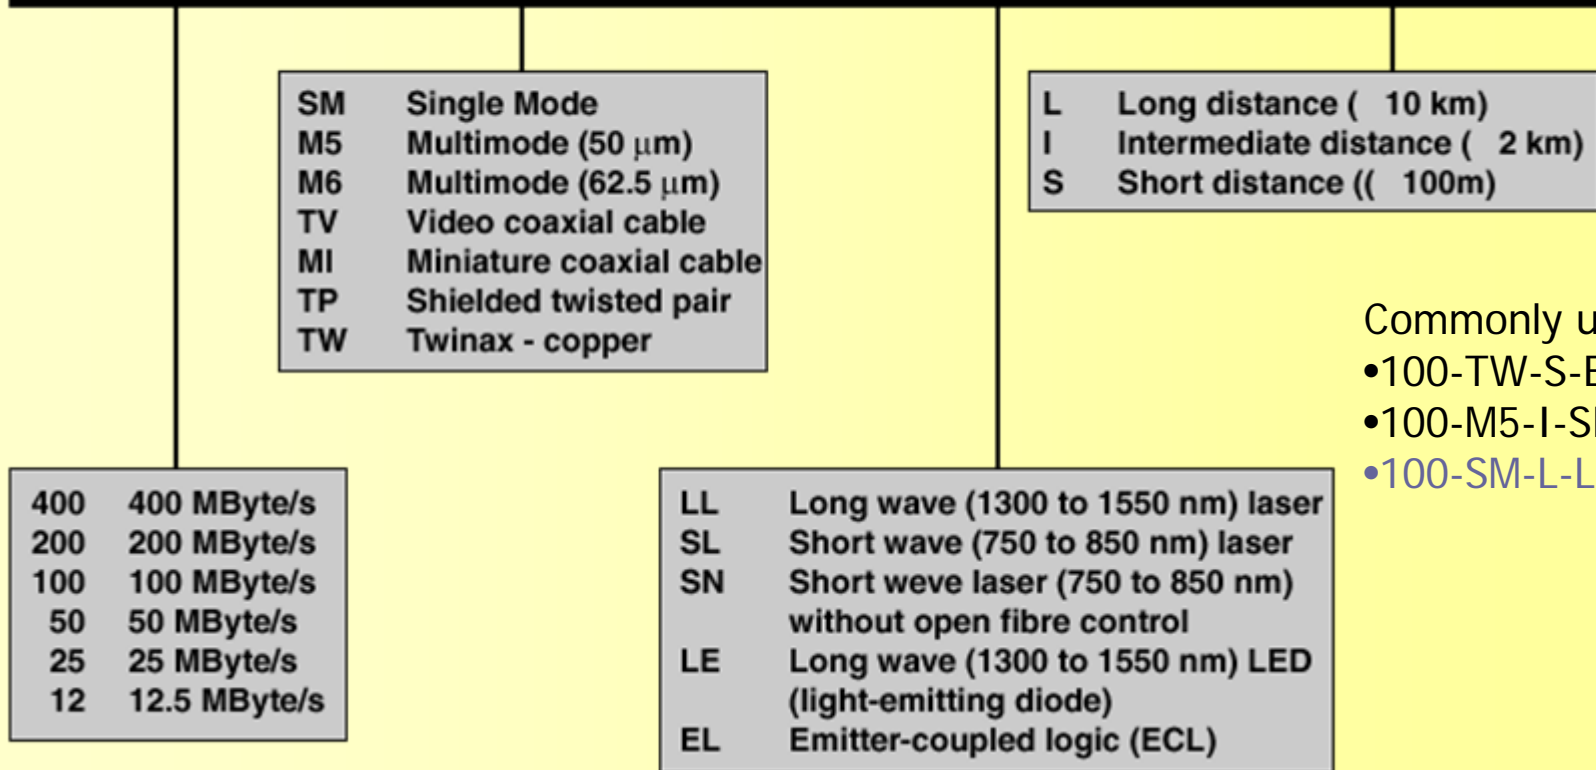 SM Single Mode
M5 Multimode (50 μm)
M6 Multimode (62.5 μm)
TV Video coaxial cable
MI Miniature coaxial cable
TP Shielded twisted pair
TW Twinax - copper
L Long distance ( 10 km)
I Intermediate distance ( 2 km)
S Short distance (( 100m)
Commonly
•100-TW-S-
•100-M5-I-
•100-SM-L-L
400 400 MByte/s
200 200 MByte/s
100 100 MByte/s
50 50 MByte/s
25 25 MByte/s
12 12.5 MByte/s
LL Long wave (1300 to 1550 nm) laser
SL Short wave (750 to 850 nm) laser
SN Short weve laser (750 to 850 nm)
without open fibre control
LE Long wave (1300 to 1550 nm) LED
(light-emitting diode)
EL Emitter-coupled logic (ECL)